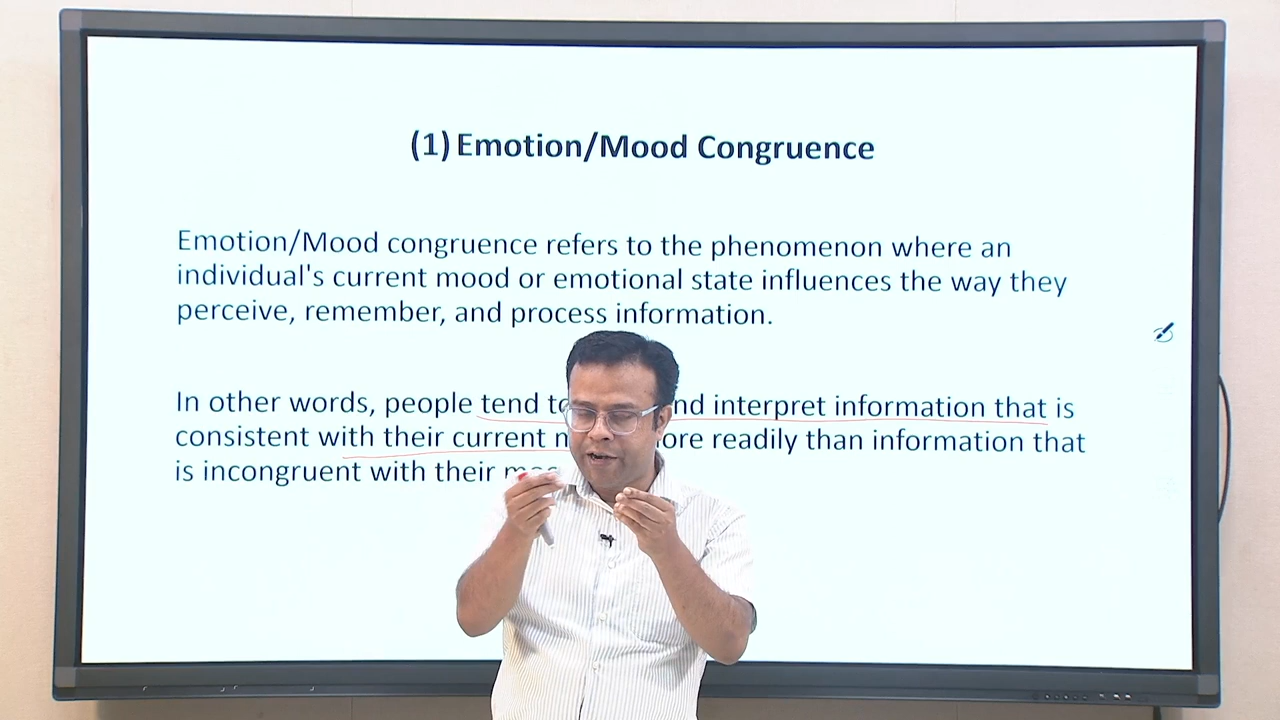 (1) Emotion/Mood Congruence
Emotion/Mood congruence refers to the phenomenon where an
individual's current mood or emotional state influences the way they
perceive, remember, and process information.
In other words, people tend to nd interpret information that is
consistent with their current ore readily than information that
is incongruent with their